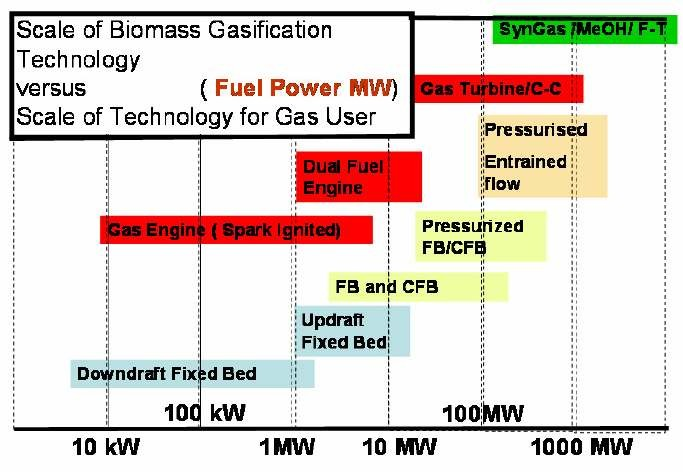 Scale of Biomass Gasification
Technology
versus ( Fuel Power MW)
Scale of Technology for Gas User
SynGas /MeOH/ F-T
Gas Turbine/C-C
Pressurised
Entrained
flow
Dual Fuel
Engine
Gas Engine ( Spark Ignited)
Pressurized
FB/CFB
FB and CFB
Updraft
Fixed Bed
Downdraft Fixed Bed
100 kW 100MW
10 kW 1MW 10 MW 1000 MW